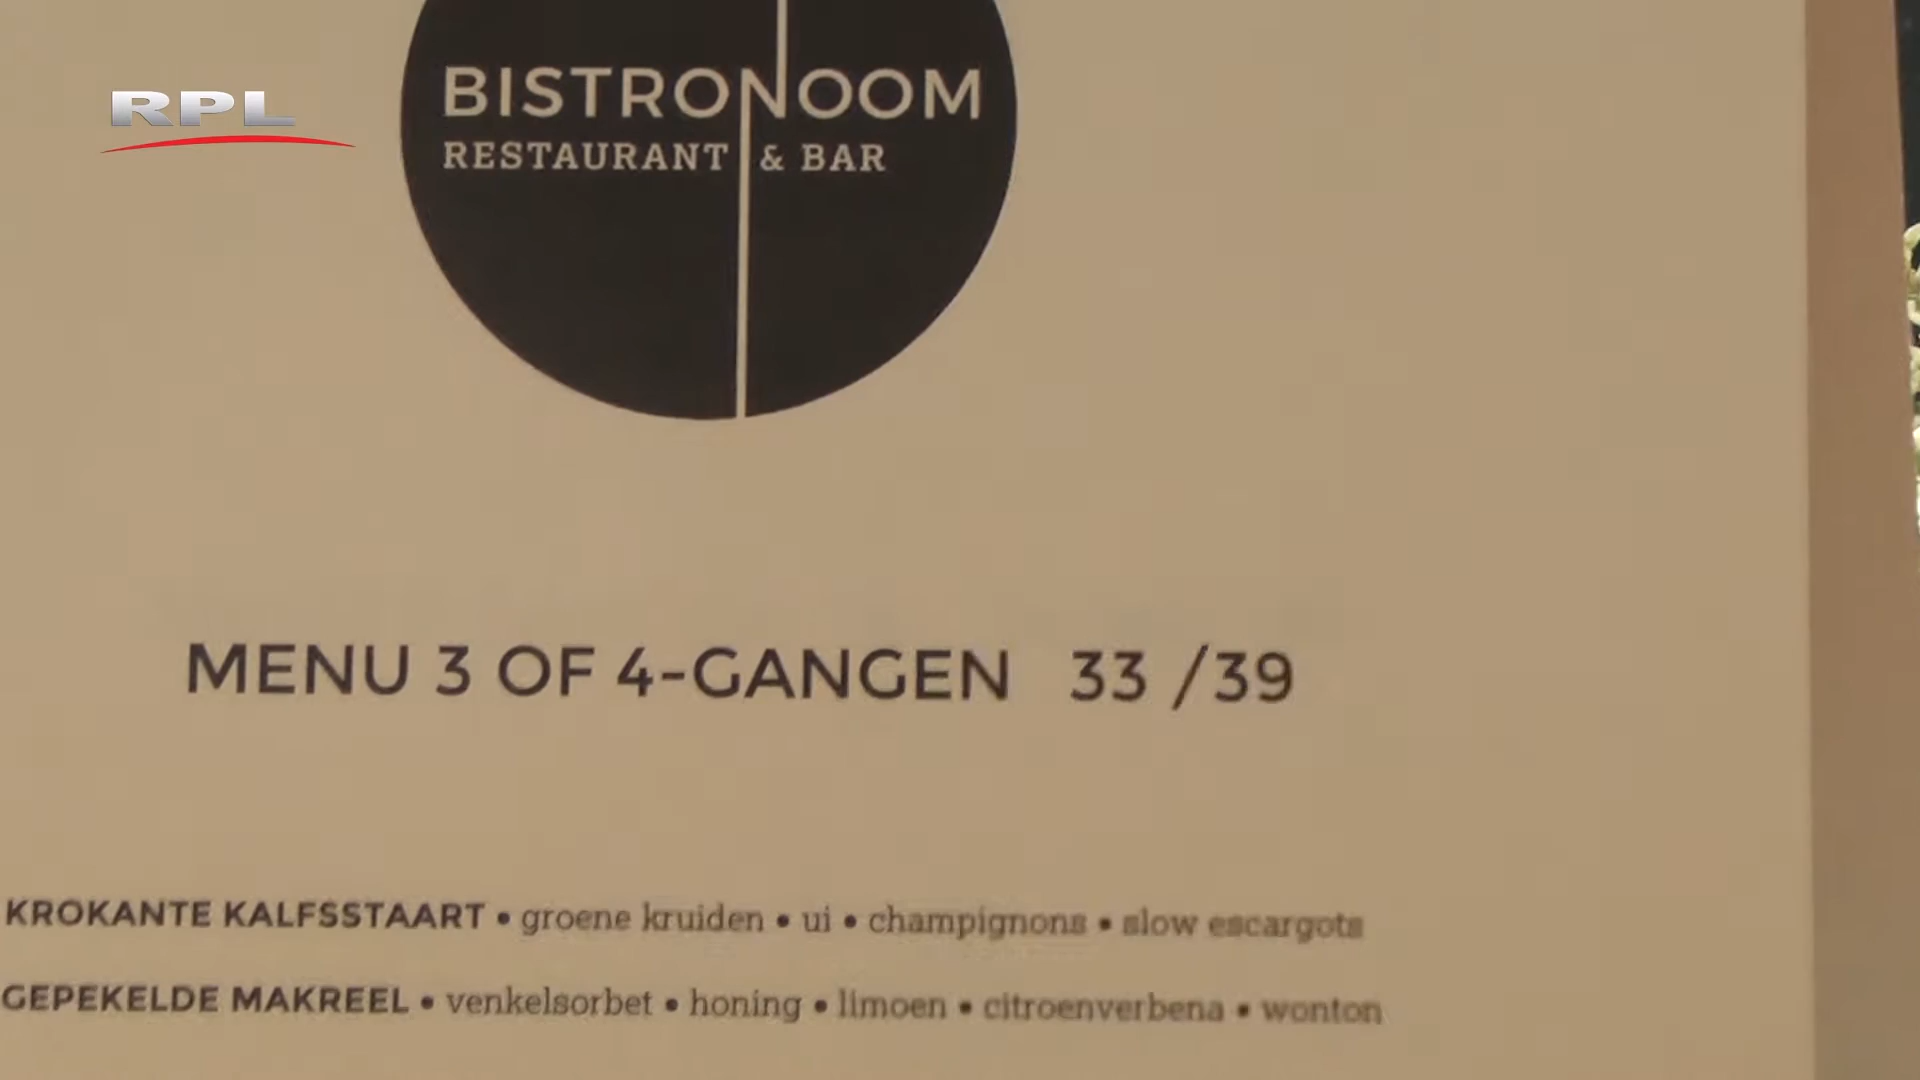 RPL
BISTRONOOM
RESTAURANT & BAR
MENU 3 OF 4-GANGEN 33 /39
KROKANTE KALFSSTAART • groene kruiden • ui • champignons • slow escargots
GEPEKELDE MAKREEL • venkelsorbet • honing • limoen • citroenverbena • wonton